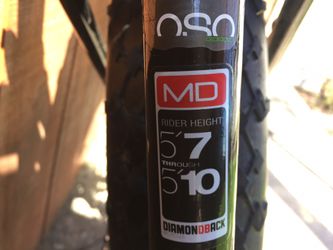 OSO
MD
RIDER HEIGHT
5'7
THROUGH
5'10
DIAMONDBACK